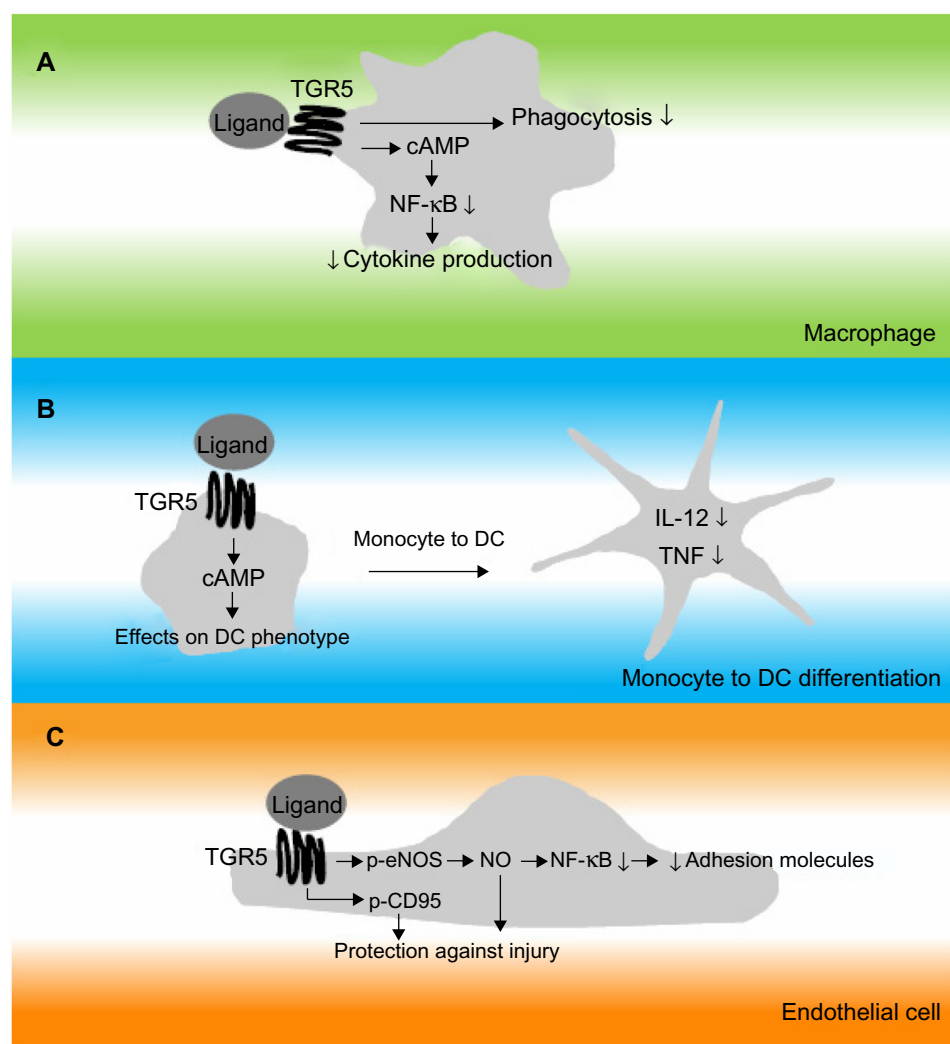 A
TGR5
Ligand
Phagocytosis ↓
cAMP
NF-κB ↓
↓ Cytokine production
Macrophage
B
Ligand
TGR5
cAMP
Effects on DC phenotype
Monocyte to DC
IL-12 ↓
TNF ↓
Monocyte to DC differentiation
C
Ligand
TGR5
p-eNOS
NO
NF-κB ↓
↓ Adhesion molecules
p-CD95
Protection against injury
Endothelial cell